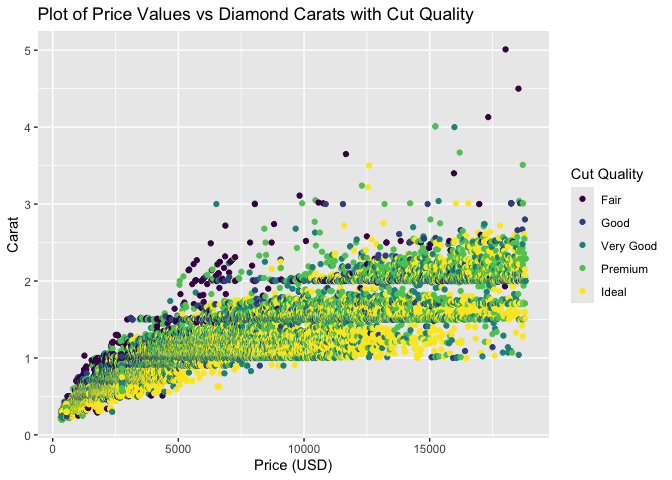 Plot of Price Values vs Diamond Carats with Cut Quality
5
4
3
2
1
0
Carat
0 5000 10000 15000
Price (USD)
Cut Quality
Fair
Good
Very Good
Premium
Ideal